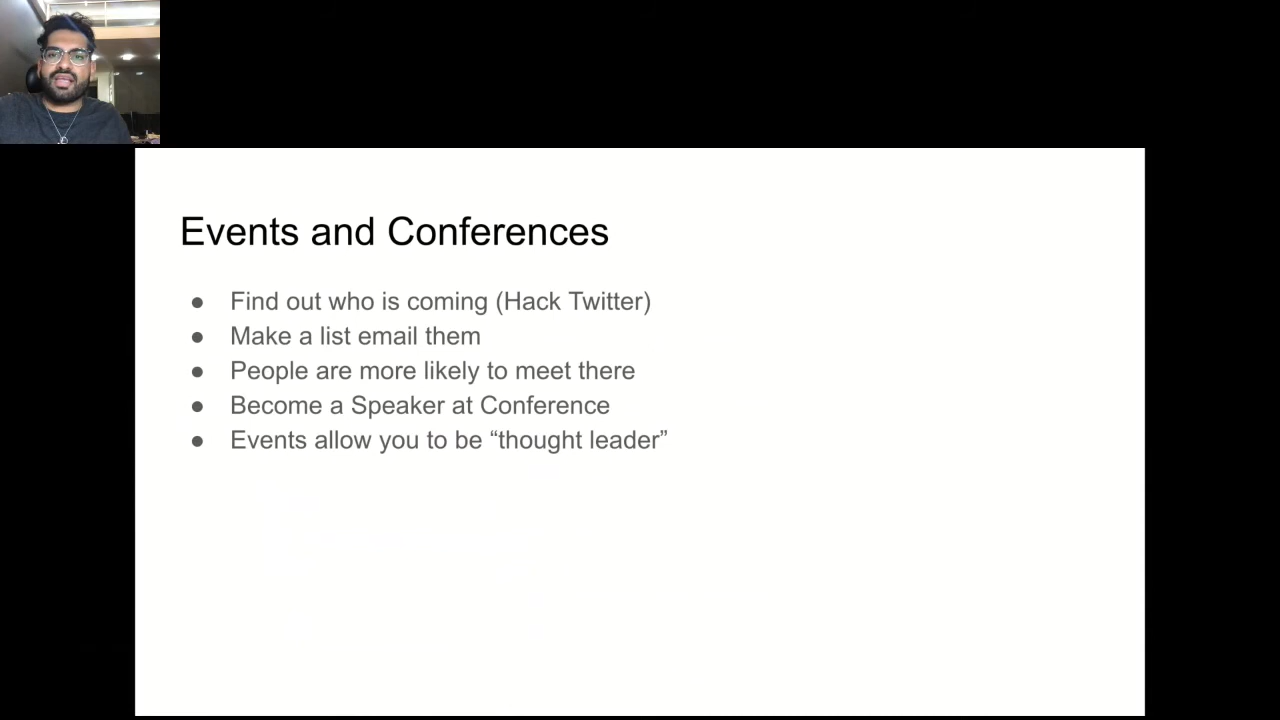 Events and Conferences
● Find out who is coming (Hack Twitter)
● Make a list email them
● People are more likely to meet there
● Become a Speaker at Conference
● Events allow you to be “thought leader”